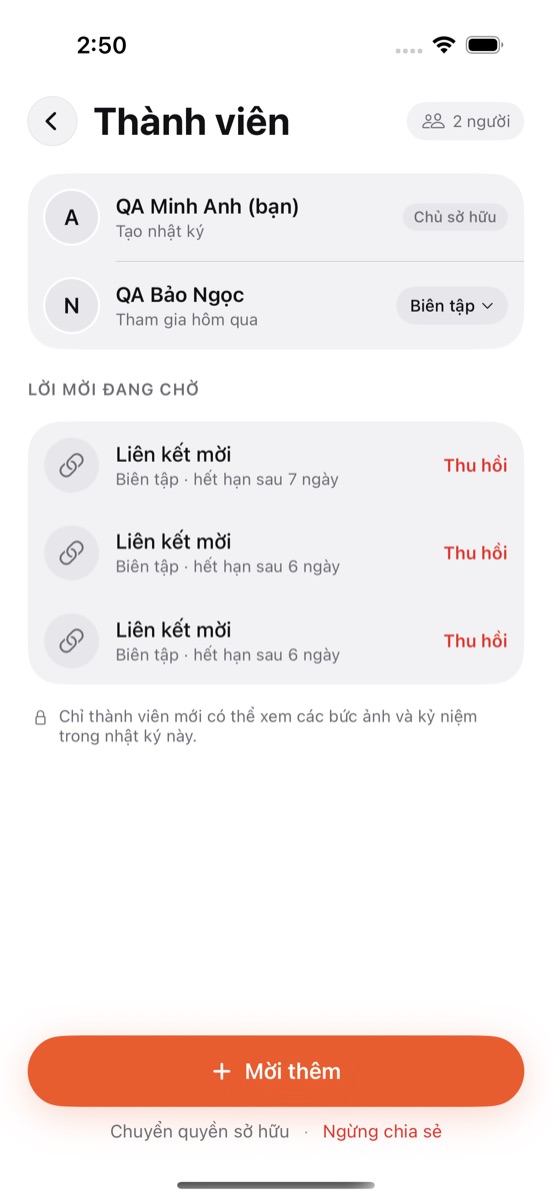 2:50
Thành viên
2 người
A
QA Minh Anh (bạn)
Tạo nhật ký
Chủ sở hữu
N
QA Bảo Ngọc
Tham gia hôm qua
Biên tập
LỜI MỜI ĐANG CHỜ
Liên kết mời
Biên tập · hết hạn sau 7 ngày
Thu hồi
Liên kết mời
Biên tập · hết hạn sau 6 ngày
Thu hồi
Liên kết mời
Biên tập · hết hạn sau 6 ngày
Thu hồi
Chỉ thành viên mới có thể xem các bức ảnh và kỷ niệm
trong nhật ký này.
+ Mời thêm
Chuyển quyền sở hữu · Ngừng chia sẻ